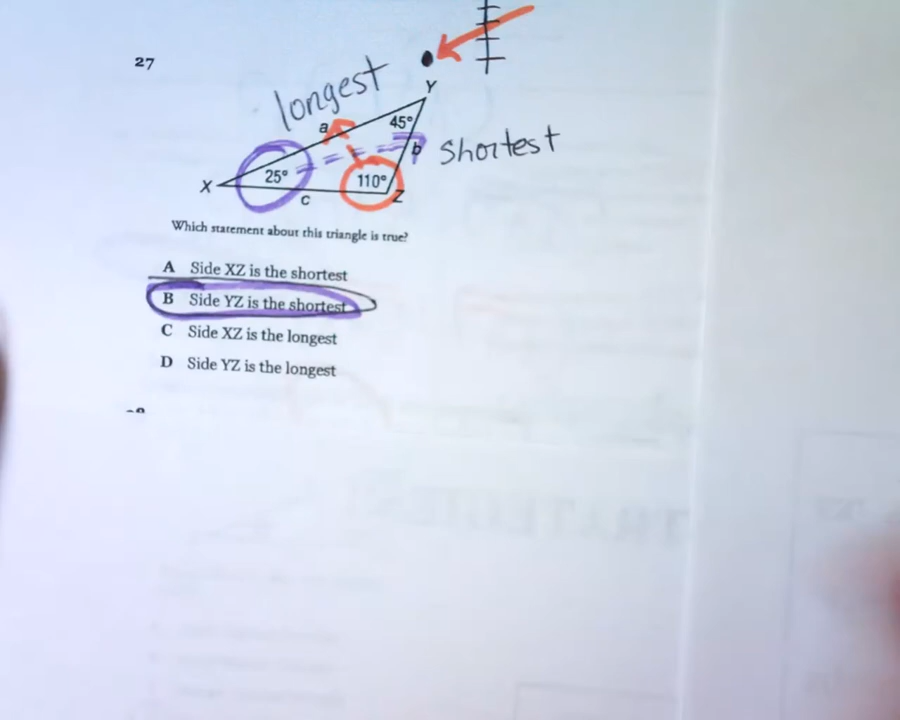 27
longest
Y
a
45°
b
shortest
25°
110°
X
c
Z
Which statement about this triangle is true?
A Side XZ is the shortest
B Side YZ is the shortest
C Side XZ is the longest
D Side YZ is the longest